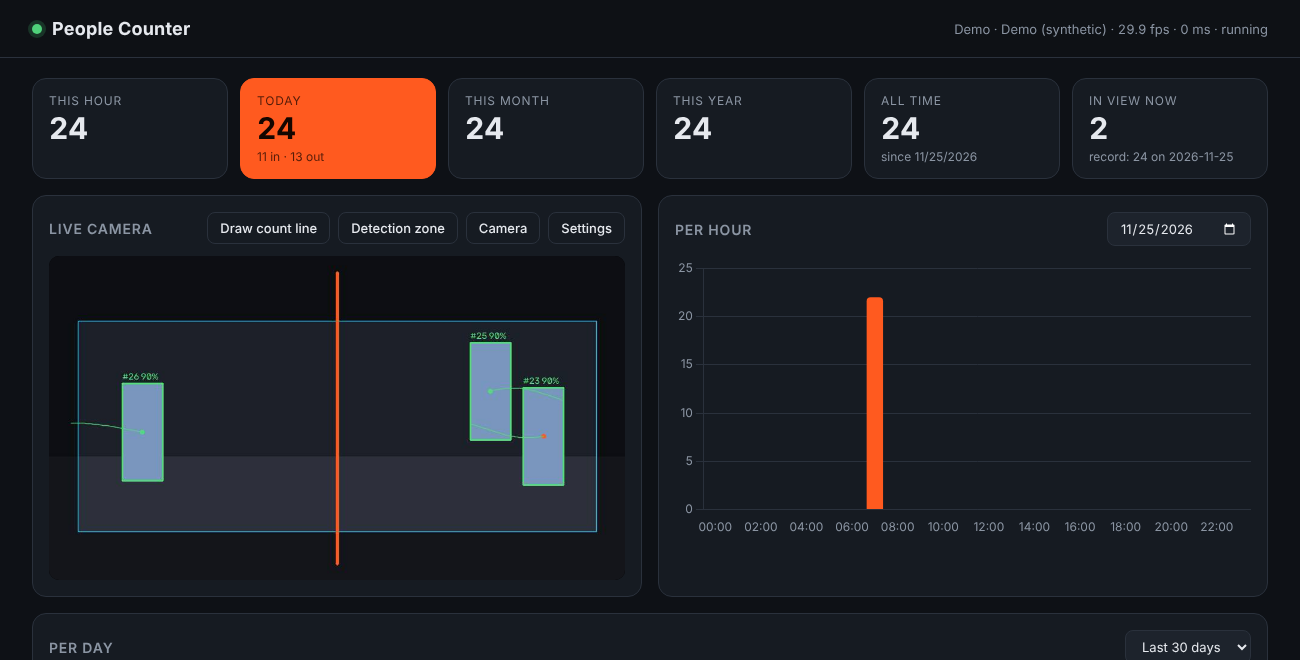 People Counter
Demo · Demo (synthetic) · 29.9 fps · 0 ms · running
THIS HOUR
24
TODAY
24
11 in · 13 out
THIS MONTH
24
THIS YEAR
24
ALL TIME
24
since 11/25/2026
IN VIEW NOW
2
record: 24 on 2026-11-25
LIVE CAMERA
Draw count line
Detection zone
Camera
Settings
#25 90%
#26 90%
#23 90%
PER HOUR
11/25/2026
25
20
15
10
5
0
00:00 02:00 04:00 06:00 08:00 10:00 12:00 14:00 16:00 18:00 20:00 22:00
PER DAY
Last 30 days